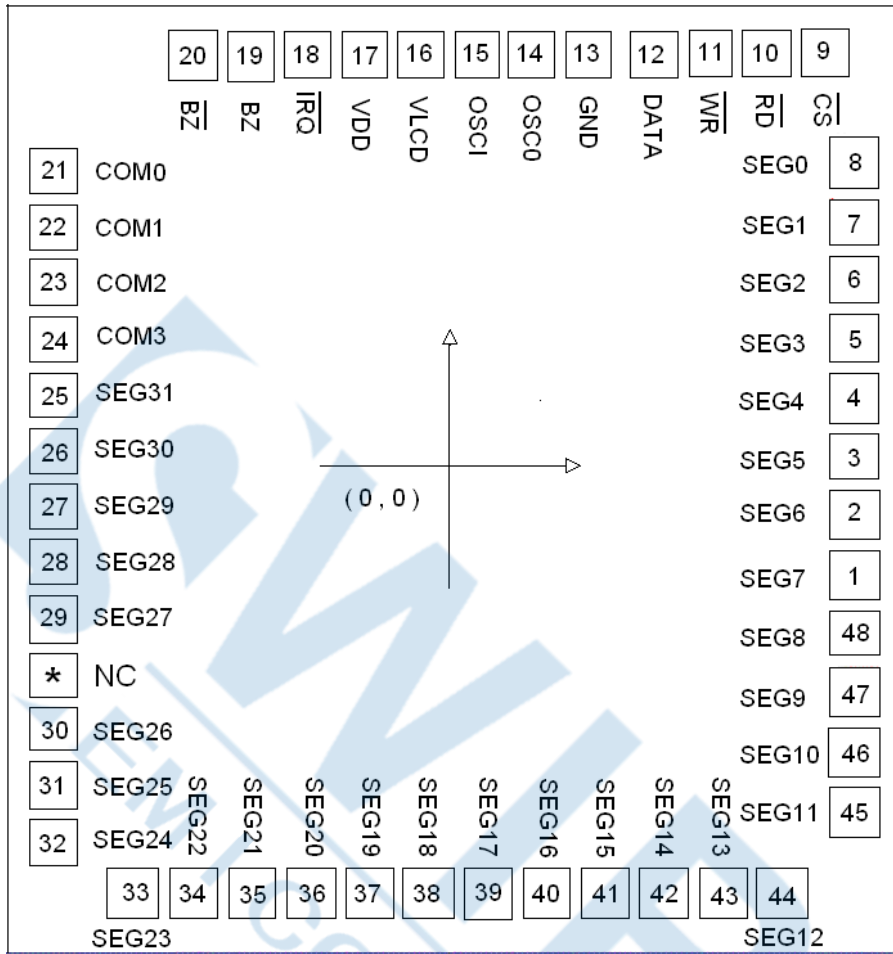 20 19 18 17 16 15 14 13 12 11 10 9
BZ BZ IRQ VDD VLCD OSCI OSC0 GND DATA WR RD CS
21 COM0 SEG0 8
22 COM1 SEG1 7
23 COM2 SEG2 6
24 COM3 SEG3 5
25 SEG31 SEG4 4
26 SEG30 SEG5 3
27 SEG29 (0,0) SEG6 2
28 SEG28 SEG7 1
29 SEG27 SEG8 48
* NC SEG9 47
30 SEG26 SEG10 46
31 SEG25 SEG11 45
32 SEG24
SEG22 SEG21 SEG20 SEG19 SEG18 SEG17 SEG16 SEG15 SEG14 SEG13
33 34 35 36 37 38 39 40 41 42 43 44
SEG23 SEG12